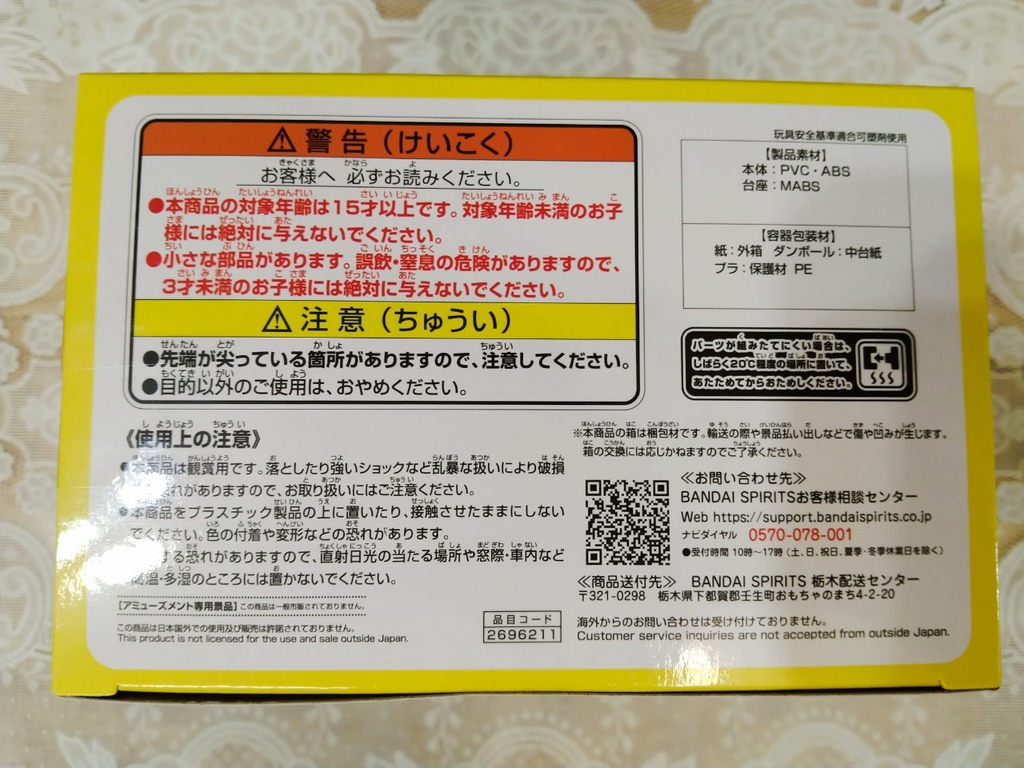 ⚠警告(けいこく)
お客様へ 必ずお読みください。
●本商品の対象年齢は15才以上です。対象年齢未満のお子
様には絶対に与えないでください。
●小さな部品があります。誤飲・窒息の危険がありますので、
3才未満のお子様には絶対に与えないでください。
⚠注意(ちゅうい)
●先端が尖っている箇所がありますので、注意してください。
●目的以外のご使用は、おやめください。
《使用上の注意》
●本商品は観賞用です。落としたり強いショックなど乱暴な扱いにより破損
恐れがありますので、お取り扱いにはご注意ください。
●本商品をプラスチック製品の上に置いたり、接触させたままにしない
でください。色の付着や変形などの恐れがあります。
する恐れがありますので、直射日光の当たる場所や窓際・車内など
高温・多湿のところには置かないでください。
【アミューズメント専用景品】この商品は一般市販されておりません。
この商品は日本国外での使用及び販売は許諾されておりません。
This product is not licensed for the use and sale outside Japan.
品目コード
2696211
玩具安全基準適合可塑剤使用
【製品素材】
本体:PVC・ABS
台座:MABS
【容器包装材】
紙:外箱 ダンボール:中台紙
プラ:保護材 PE
パーツが組みたてにくい場合は、
しばらく20℃程度の場所に置いて、
あたためてからおためしください。
※本商品の箱は梱包材です。輸送の際や景品払い出しなどで傷や凹みが生じます。
箱の交換には応じかねますのでご了承ください。
≪お問い合わせ先≫
BANDAI SPIRITSお客様相談センター
Web https://support.bandaispirits.co.jp
ナビダイヤル 0570-078-001
●受付時間 10時〜17時(土、日、祝日、夏季・冬季休業日を除く)
≪商品送付先≫ BANDAI SPIRITS 栃木配送センター
〒321-0298 栃木県下都賀郡壬生町おもちゃのまち4-2-20
海外からのお問い合わせは受け付けておりません。
Customer service inquiries are not accepted from outside Japan.